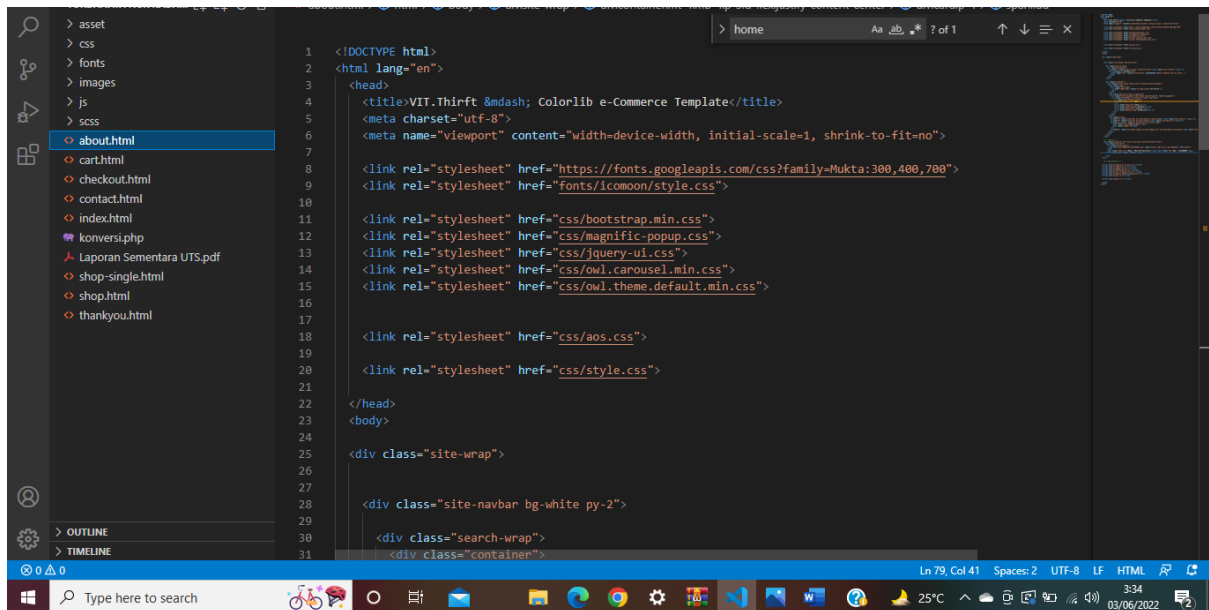 home
Aa ab, * ? of 1
asset
css
fonts
images
js
scss
about.html
cart.html
checkout.html
contact.html
index.html
konversi.php
Laporan Sementara UTS.pdf
shop-single.html
shop.html
thankyou.html
OUTLINE
TIMELINE
1 <!DOCTYPE html>
2 <html lang="en">
3 <head>
4 <title>VIT.Thirft &mdash; Colorlib e-Commerce Template</title>
5 <meta charset="utf-8">
6 <meta name="viewport" content="width=device-width, initial-scale=1, shrink-to-fit=no">
7
8 <link rel="stylesheet" href="https://fonts.googleapis.com/css?family=Mukta:300,400,700">
9 <link rel="stylesheet" href="fonts/icomoon/style.css">
10
11 <link rel="stylesheet" href="css/bootstrap.min.css">
12 <link rel="stylesheet" href="css/magnific-popup.css">
13 <link rel="stylesheet" href="css/jquery-ui.css">
14 <link rel="stylesheet" href="css/owl.carousel.min.css">
15 <link rel="stylesheet" href="css/owl.theme.default.min.css">
16
17
18 <link rel="stylesheet" href="css/aos.css">
19
20 <link rel="stylesheet" href="css/style.css">
21
22 </head>
23 <body>
24
25 <div class="site-wrap">
26
27
28 <div class="site-navbar bg-white py-2">
29
30 <div class="search-wrap">
31 <div class="container">
0 0
Ln 79, Col 41 Spaces: 2 UTF-8 LF HTML
Type here to search
25°C
3:34
03/06/2022
2